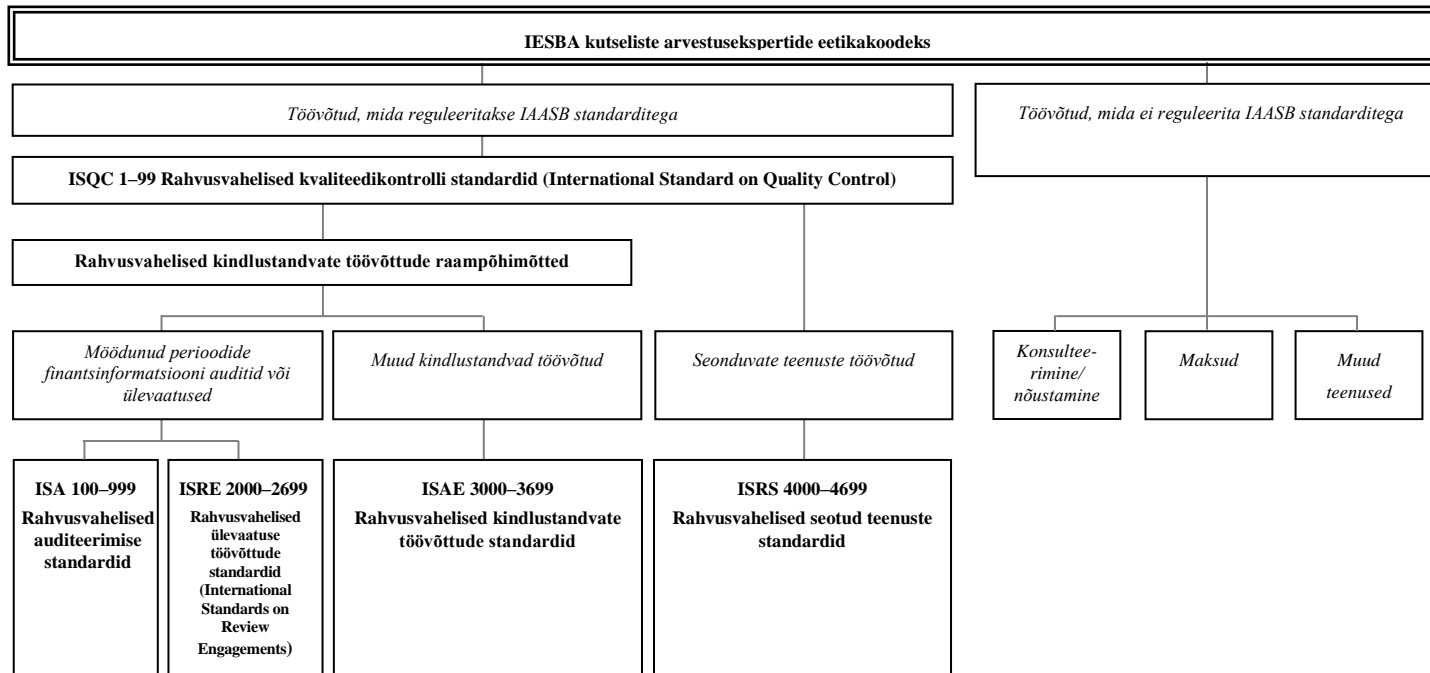 IESBA kutseliste arvestusekspertide eetikakoodeks
Töövõtud, mida reguleeritakse IAASB standarditega
Töövõtud, mida ei reguleerita IAASB standarditega
ISQC 1–99 Rahvusvahelised kvaliteedikontrolli standardid (International Standard on Quality Control)
Rahvusvahelised kindlustandvate töövõttude raampõhimõtted
Möödunud perioodide
finantsinformatsiooni auditid või
ülevaatused
Muud kindlustandvad töövõtud
Seonduvate teenuste töövõtud
Konsultee-
rimine/
nõustamine
Maksud
Muud
teenused
ISA 100–999
Rahvusvahelised
auditeerimise
standardid
ISRE 2000–2699
Rahvusvahelised
ülevaatuse
töövõttude
standardid
(International
Standards on
Review
Engagements)
ISAE 3000–3699
Rahvusvahelised kindlustandvate
töövõttude standardid
ISRS 4000–4699
Rahvusvahelised seotud teenuste
standardid